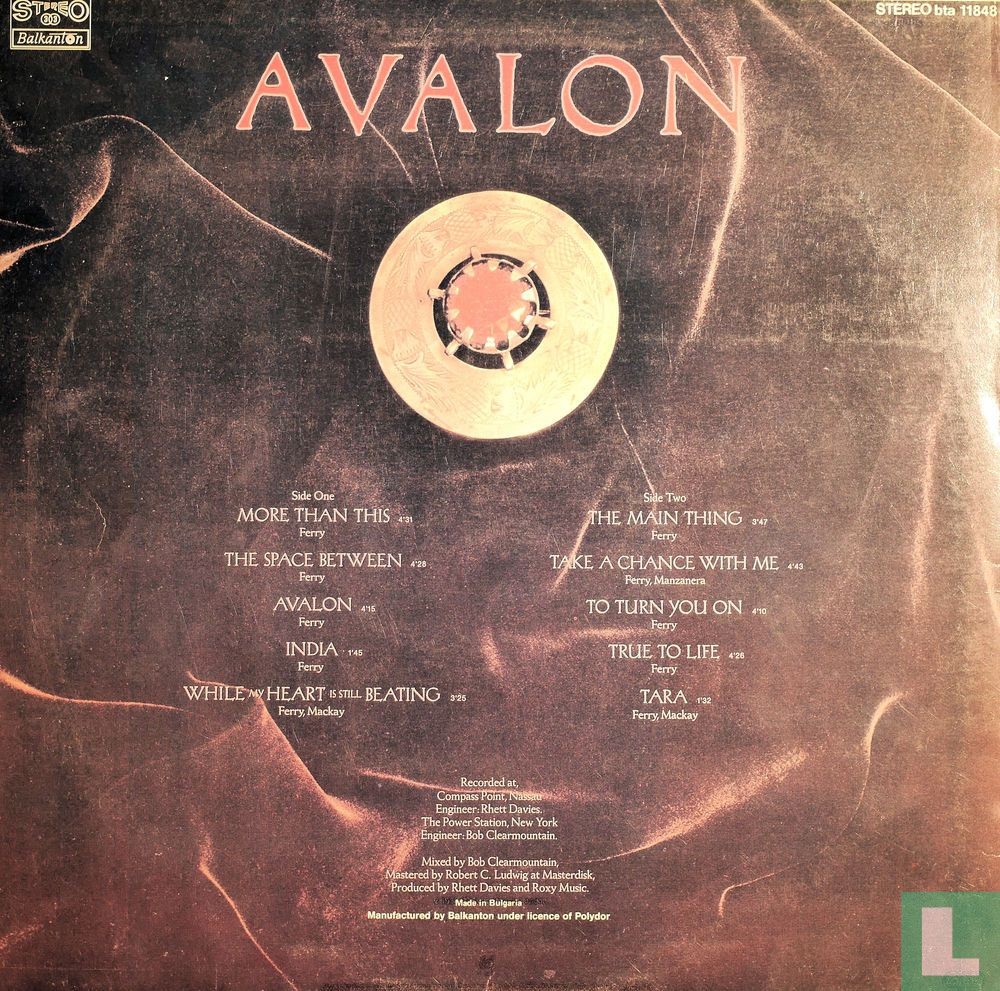 STEREO
303
Balkanton
STEREO bta 11848
AVALON
Side One
MORE THAN THIS 4'31
Ferry
THE SPACE BETWEEN 4'28
Ferry
AVALON 4'15
Ferry
INDIA 1'45
Ferry
WHILE MY HEART IS STILL BEATING 3'25
Ferry, Mackay
Side Two
THE MAIN THING 3'47
Ferry
TAKE A CHANCE WITH ME 4'43
Ferry, Manzanera
TO TURN YOU ON 4'10
Ferry
TRUE TO LIFE 4'26
Ferry
TARA 1'32
Ferry, Mackay
Recorded at,
Compass Point, Nassau
Engineer: Rhett Davies.
The Power Station, New York
Engineer: Bob Clearmountain.
Mixed by Bob Clearmountain,
Mastered by Robert C. Ludwig at Masterdisk,
Produced by Rhett Davies and Roxy Music.
Made in Bulgaria
Manufactured by Balkanton under licence of Polydor
L